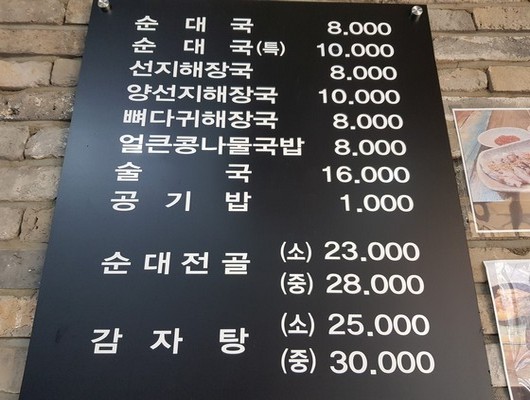 순 대 국 8.000
순 대 국(특) 10.000
선지해장국 8.000
양선지해장국 10.000
뼈다귀해장국 8.000
얼큰콩나물국밥 8.000
술 국 16.000
공 기 밥 1.000
순대전골 (소) 23.000
(중) 28.000
감 자 탕 (소) 25.000
(중) 30.000